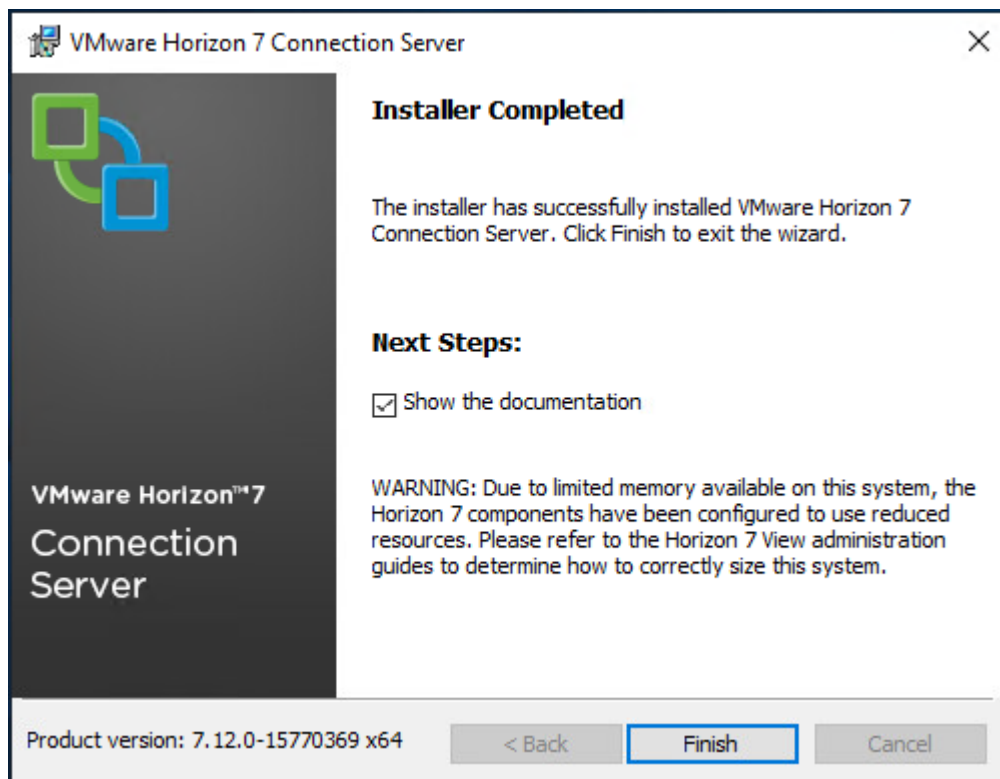 VMware Horizon 7 Connection Server
Installer Completed
The installer has successfully installed VMware Horizon 7
Connection Server. Click Finish to exit the wizard.
Next Steps:
Show the documentation
WARNING: Due to limited memory available on this system, the
Horizon 7 components have been configured to use reduced
resources. Please refer to the Horizon 7 View administration
guides to determine how to correctly size this system.
VMware Horizon™7
Connection
Server
Product version: 7.12.0-15770369 x64
< Back
Finish
Cancel